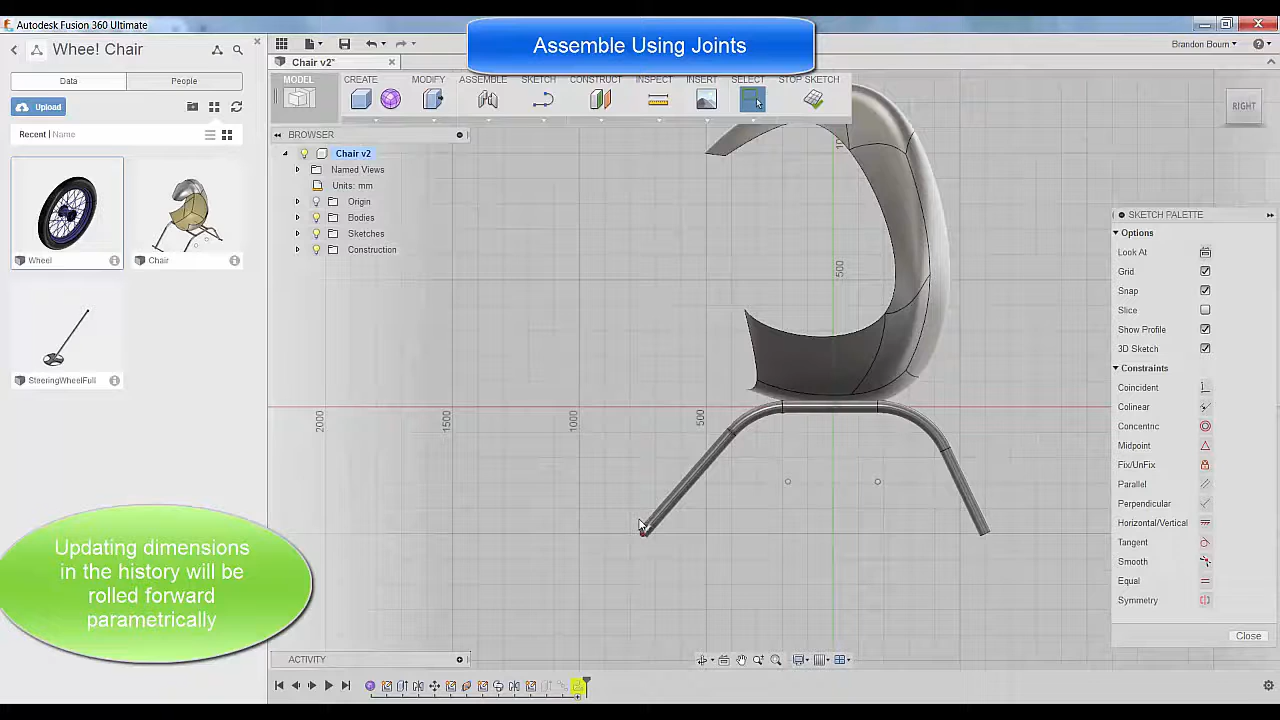 Autodesk Fusion 360 Ultimate
Assemble Using Joints
Wheel Chair
Brandon Bourn
Chair v2*
Data
People
MODEL
CREATE
MODIFY
ASSEMBLE
SKETCH
CONSTRUCT
INSPECT
INSERT
SELECT
STOP SKETCH
Upload
Recent | Name
BROWSER
Chair v2
Named Views
Units: mm
Origin
Bodies
Sketches
Construction
Wheel
Chair
SteeringWheelFull
RIGHT
500
2000
1500
1000
500
SKETCH PALETTE
Options
Look At
Grid
Snap
Slice
Show Profile
3D Sketch
Constraints
Coincident
Colinear
Concentric
Midpoint
Fix/UnFix
Parallel
Perpendicular
Horizontal/Vertical
Tangent
Smooth
Equal
Symmetry
Close
Updating dimensions
in the history will be
rolled forward
parametrically
ACTIVITY